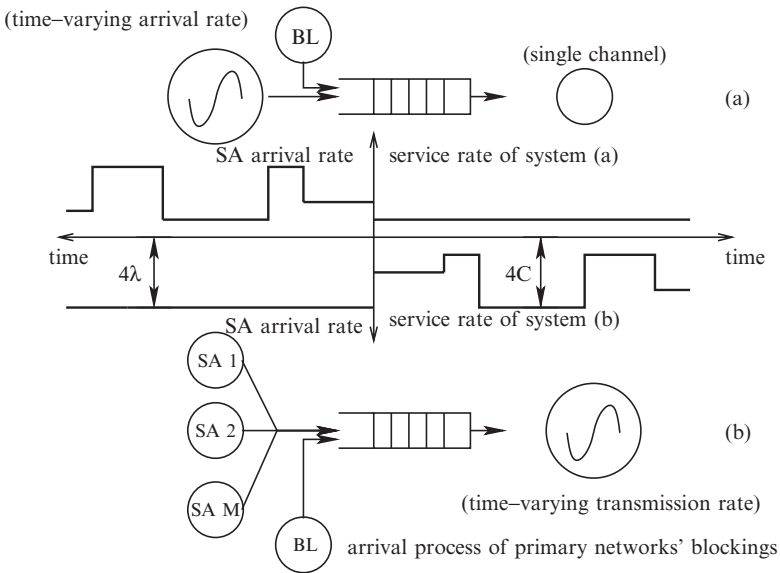 (time–varying arrival rate)
BL
(single channel)
(a)
SA arrival rate
service rate of system (a)
time
time
4λ
4C
SA arrival rate
service rate of system (b)
SA 1
SA 2
(b)
SA M
(time–varying transmission rate)
BL
arrival process of primary networks' blockings